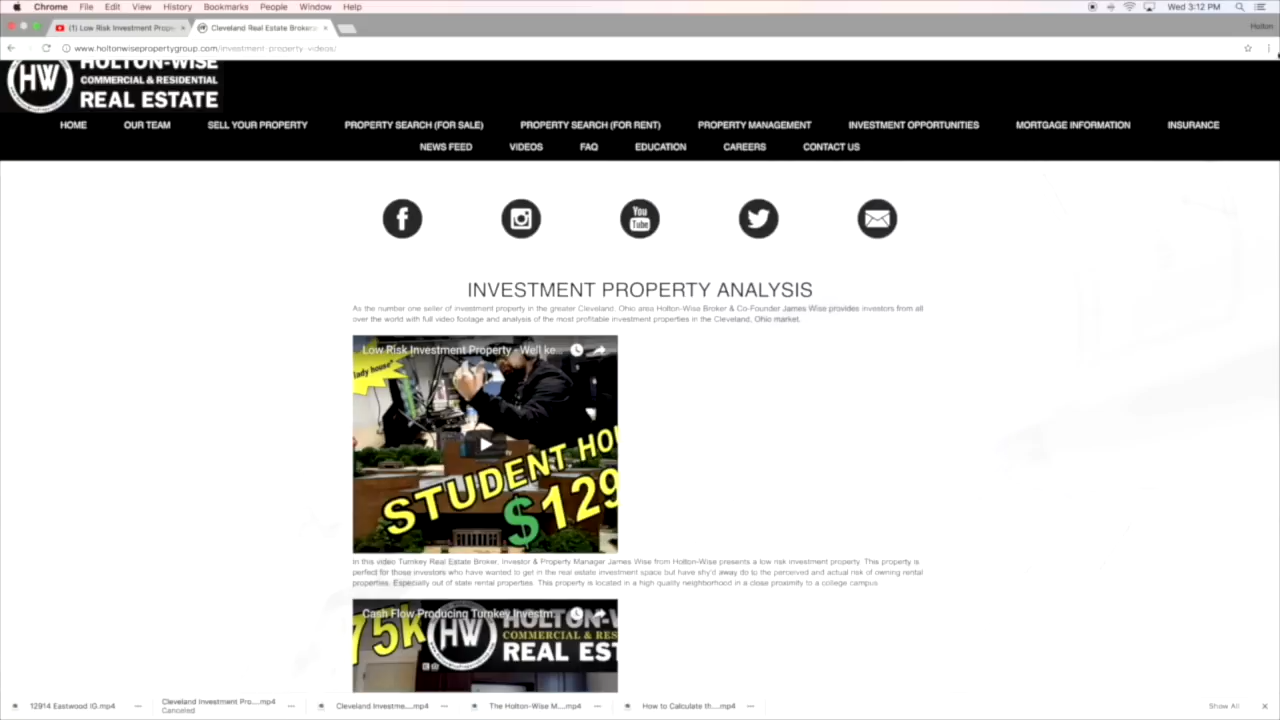 Chrome File Edit View History Bookmarks People Window Help Wed 3:12 PM
(1) Low Risk Investment Prope Cleveland Real Estate Brokers Holton
www.holtonwisepropertygroup.com/investment-property-videos/
HW HOLTON-WISE
COMMERCIAL & RESIDENTIAL
REAL ESTATE
HOME OUR TEAM SELL YOUR PROPERTY PROPERTY SEARCH (FOR SALE) PROPERTY SEARCH (FOR RENT) PROPERTY MANAGEMENT INVESTMENT OPPORTUNITIES MORTGAGE INFORMATION INSURANCE
NEWS FEED VIDEOS FAQ EDUCATION CAREERS CONTACT US
You
Tube
INVESTMENT PROPERTY ANALYSIS
As the number one seller of investment property in the greater Cleveland, Ohio area Holton-Wise Broker & Co-Founder James Wise provides investors from all
over the world with full video footage and analysis of the most profitable investment properties in the Cleveland, Ohio market.
Low Risk Investment Property - Well ke...
lady house"
STUDENT HOU
$129
In this video Turnkey Real Estate Broker, Investor & Property Manager James Wise from Holton-Wise presents a low risk investment property. This property is
perfect for those investors who have wanted to get in the real estate investment space but have shy'd away do to the perceived and actual risk of owning rental
properties. Especially out of state rental properties. This property is located in a high quality neighborhood in a close proximity to a college campus
Cash Flow Producing Turnkey Investm...
75k HW HOLTON-W
COMMERCIAL & RES
REAL EST
12914 Eastwood IG.mp4 Cleveland Investment Pro....mp4 Cleveland Investme....mp4 The Holton-Wise M....mp4 How to Calculate th....mp4 Show All
Canceled